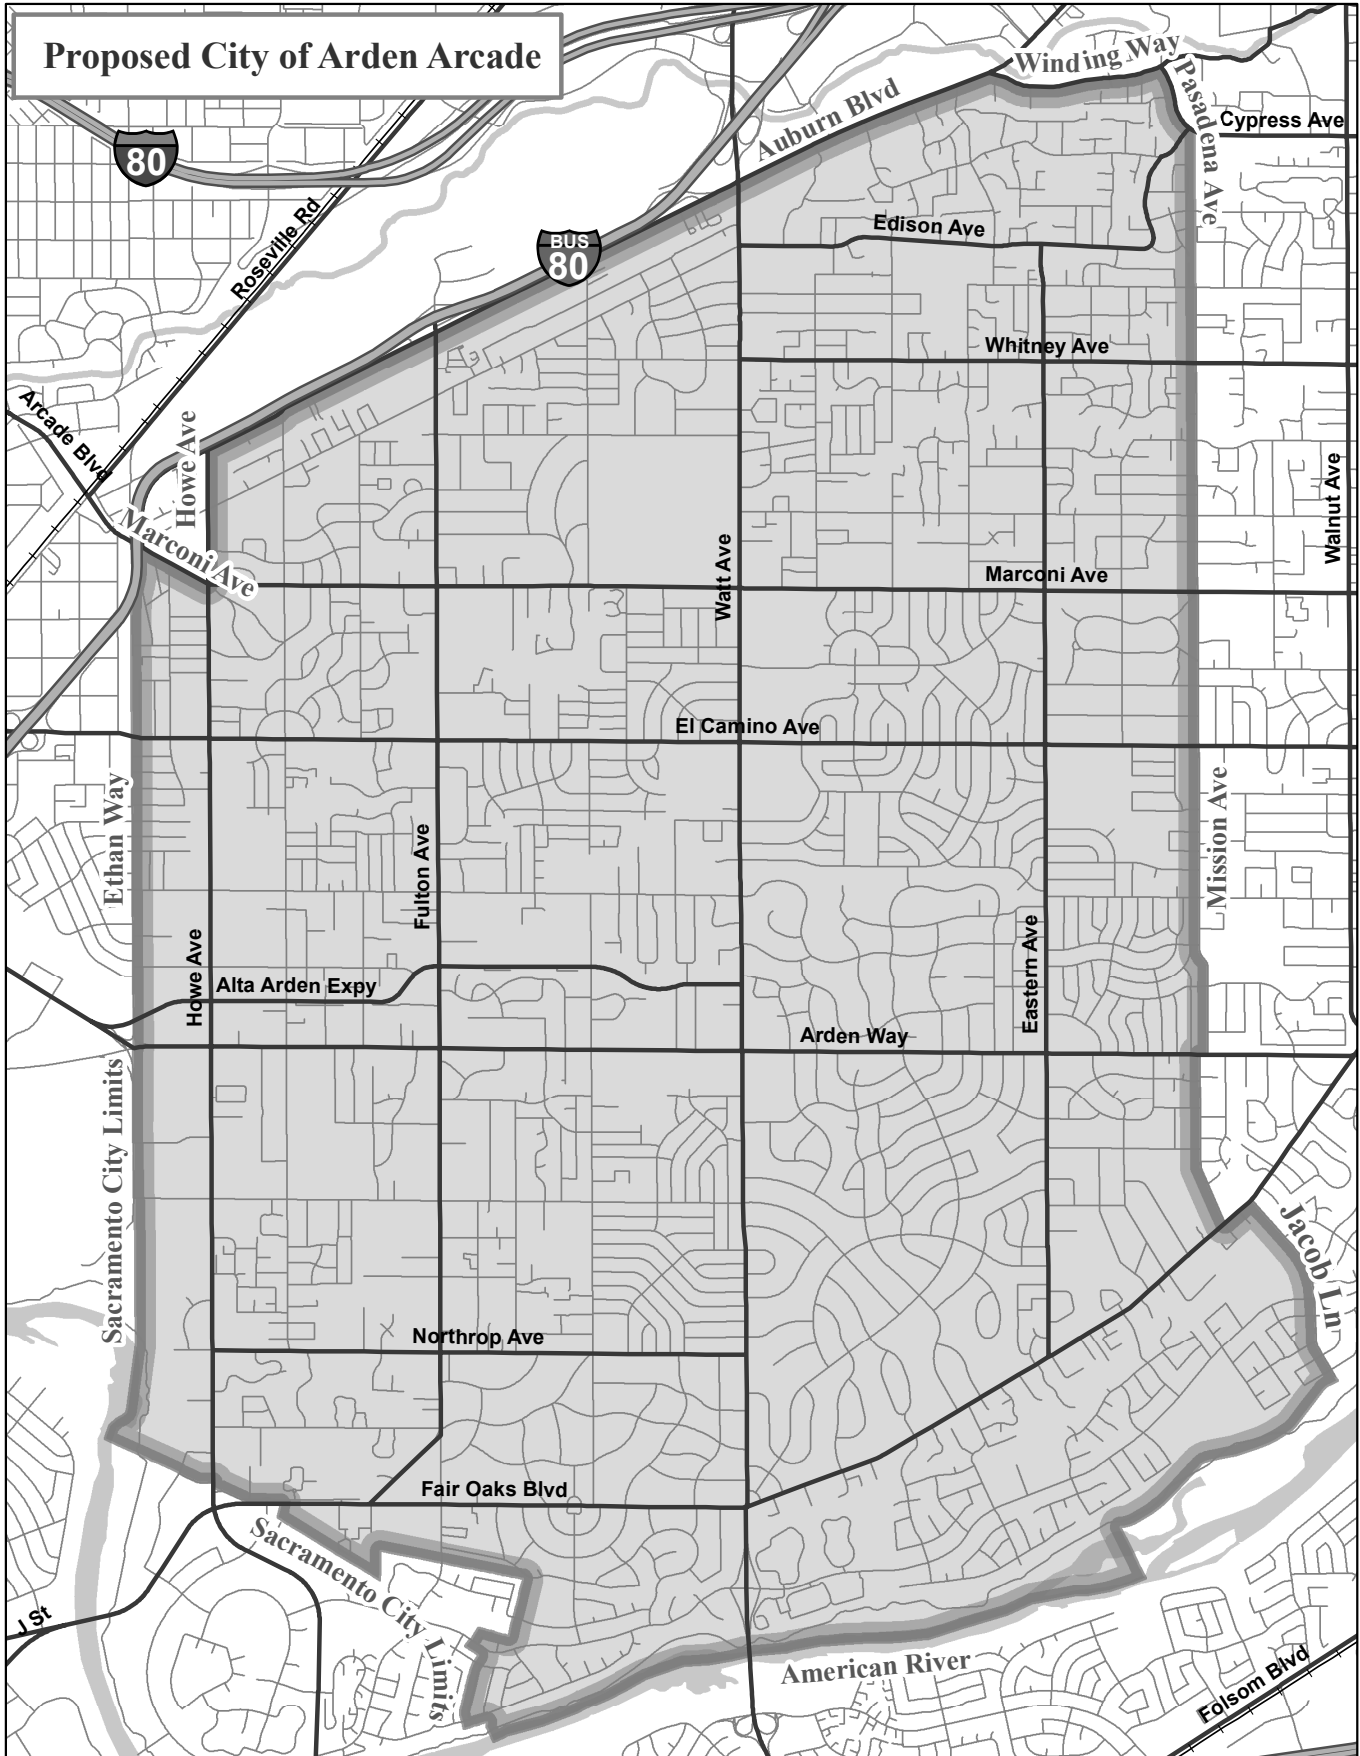 Proposed City of Arden Arcade
Winding Way
Pasadena Ave
Cypress Ave
Auburn Blvd
80
Roseville Rd
Edison Ave
BUS
80
Whitney Ave
Arcade Blvd
Howe Ave
Walnut Ave
Marconi Ave
Watt Ave
Marconi Ave
El Camino Ave
Ethan Way
Mission Ave
Fulton Ave
Howe Ave
Alta Arden Expy
Eastern Ave
Arden Way
Sacramento City Limits
Jacob Ln
Northrop Ave
Fair Oaks Blvd
Sacramento City Limits
J St
American River
Folsom Blvd